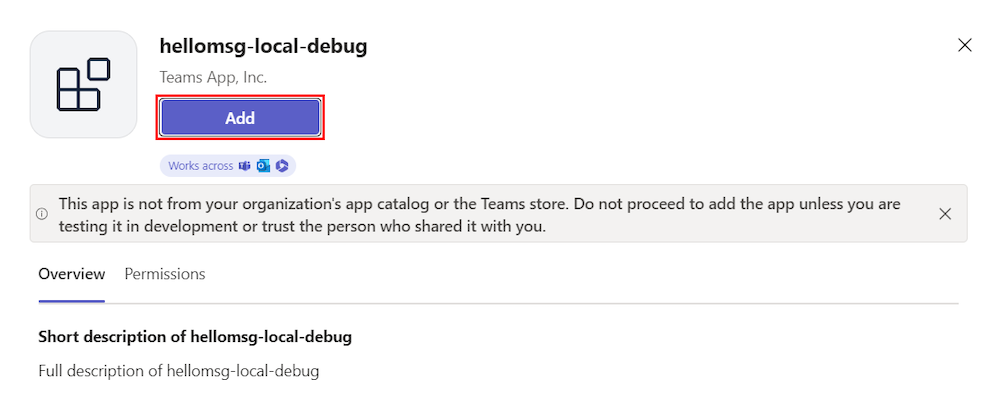 hellomsg-local-debug
Teams App, Inc.
Add
Works across
This app is not from your organization's app catalog or the Teams store. Do not proceed to add the app unless you are
testing it in development or trust the person who shared it with you.
Overview Permissions
Short description of hellomsg-local-debug
Full description of hellomsg-local-debug